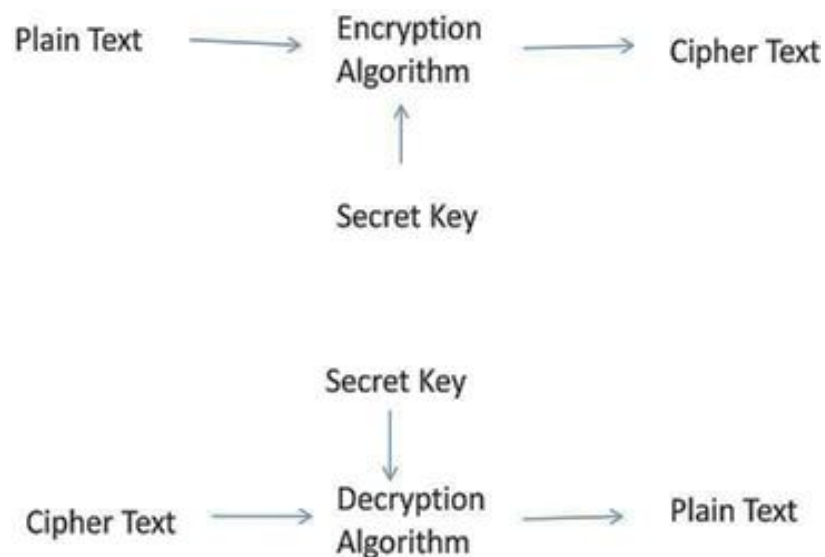 Plain Text
Encryption
Algorithm
Cipher Text
Secret Key
Secret Key
Cipher Text
Decryption
Algorithm
Plain Text